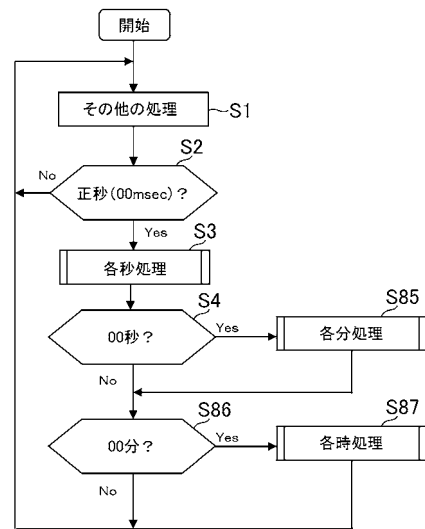 開始
その他の処理
S1
S2
No
正秒(00msec)?
Yes
S3
各秒処理
S4
00秒?
Yes
S85
各分処理
No
S86
00分?
Yes
S87
各時処理
No